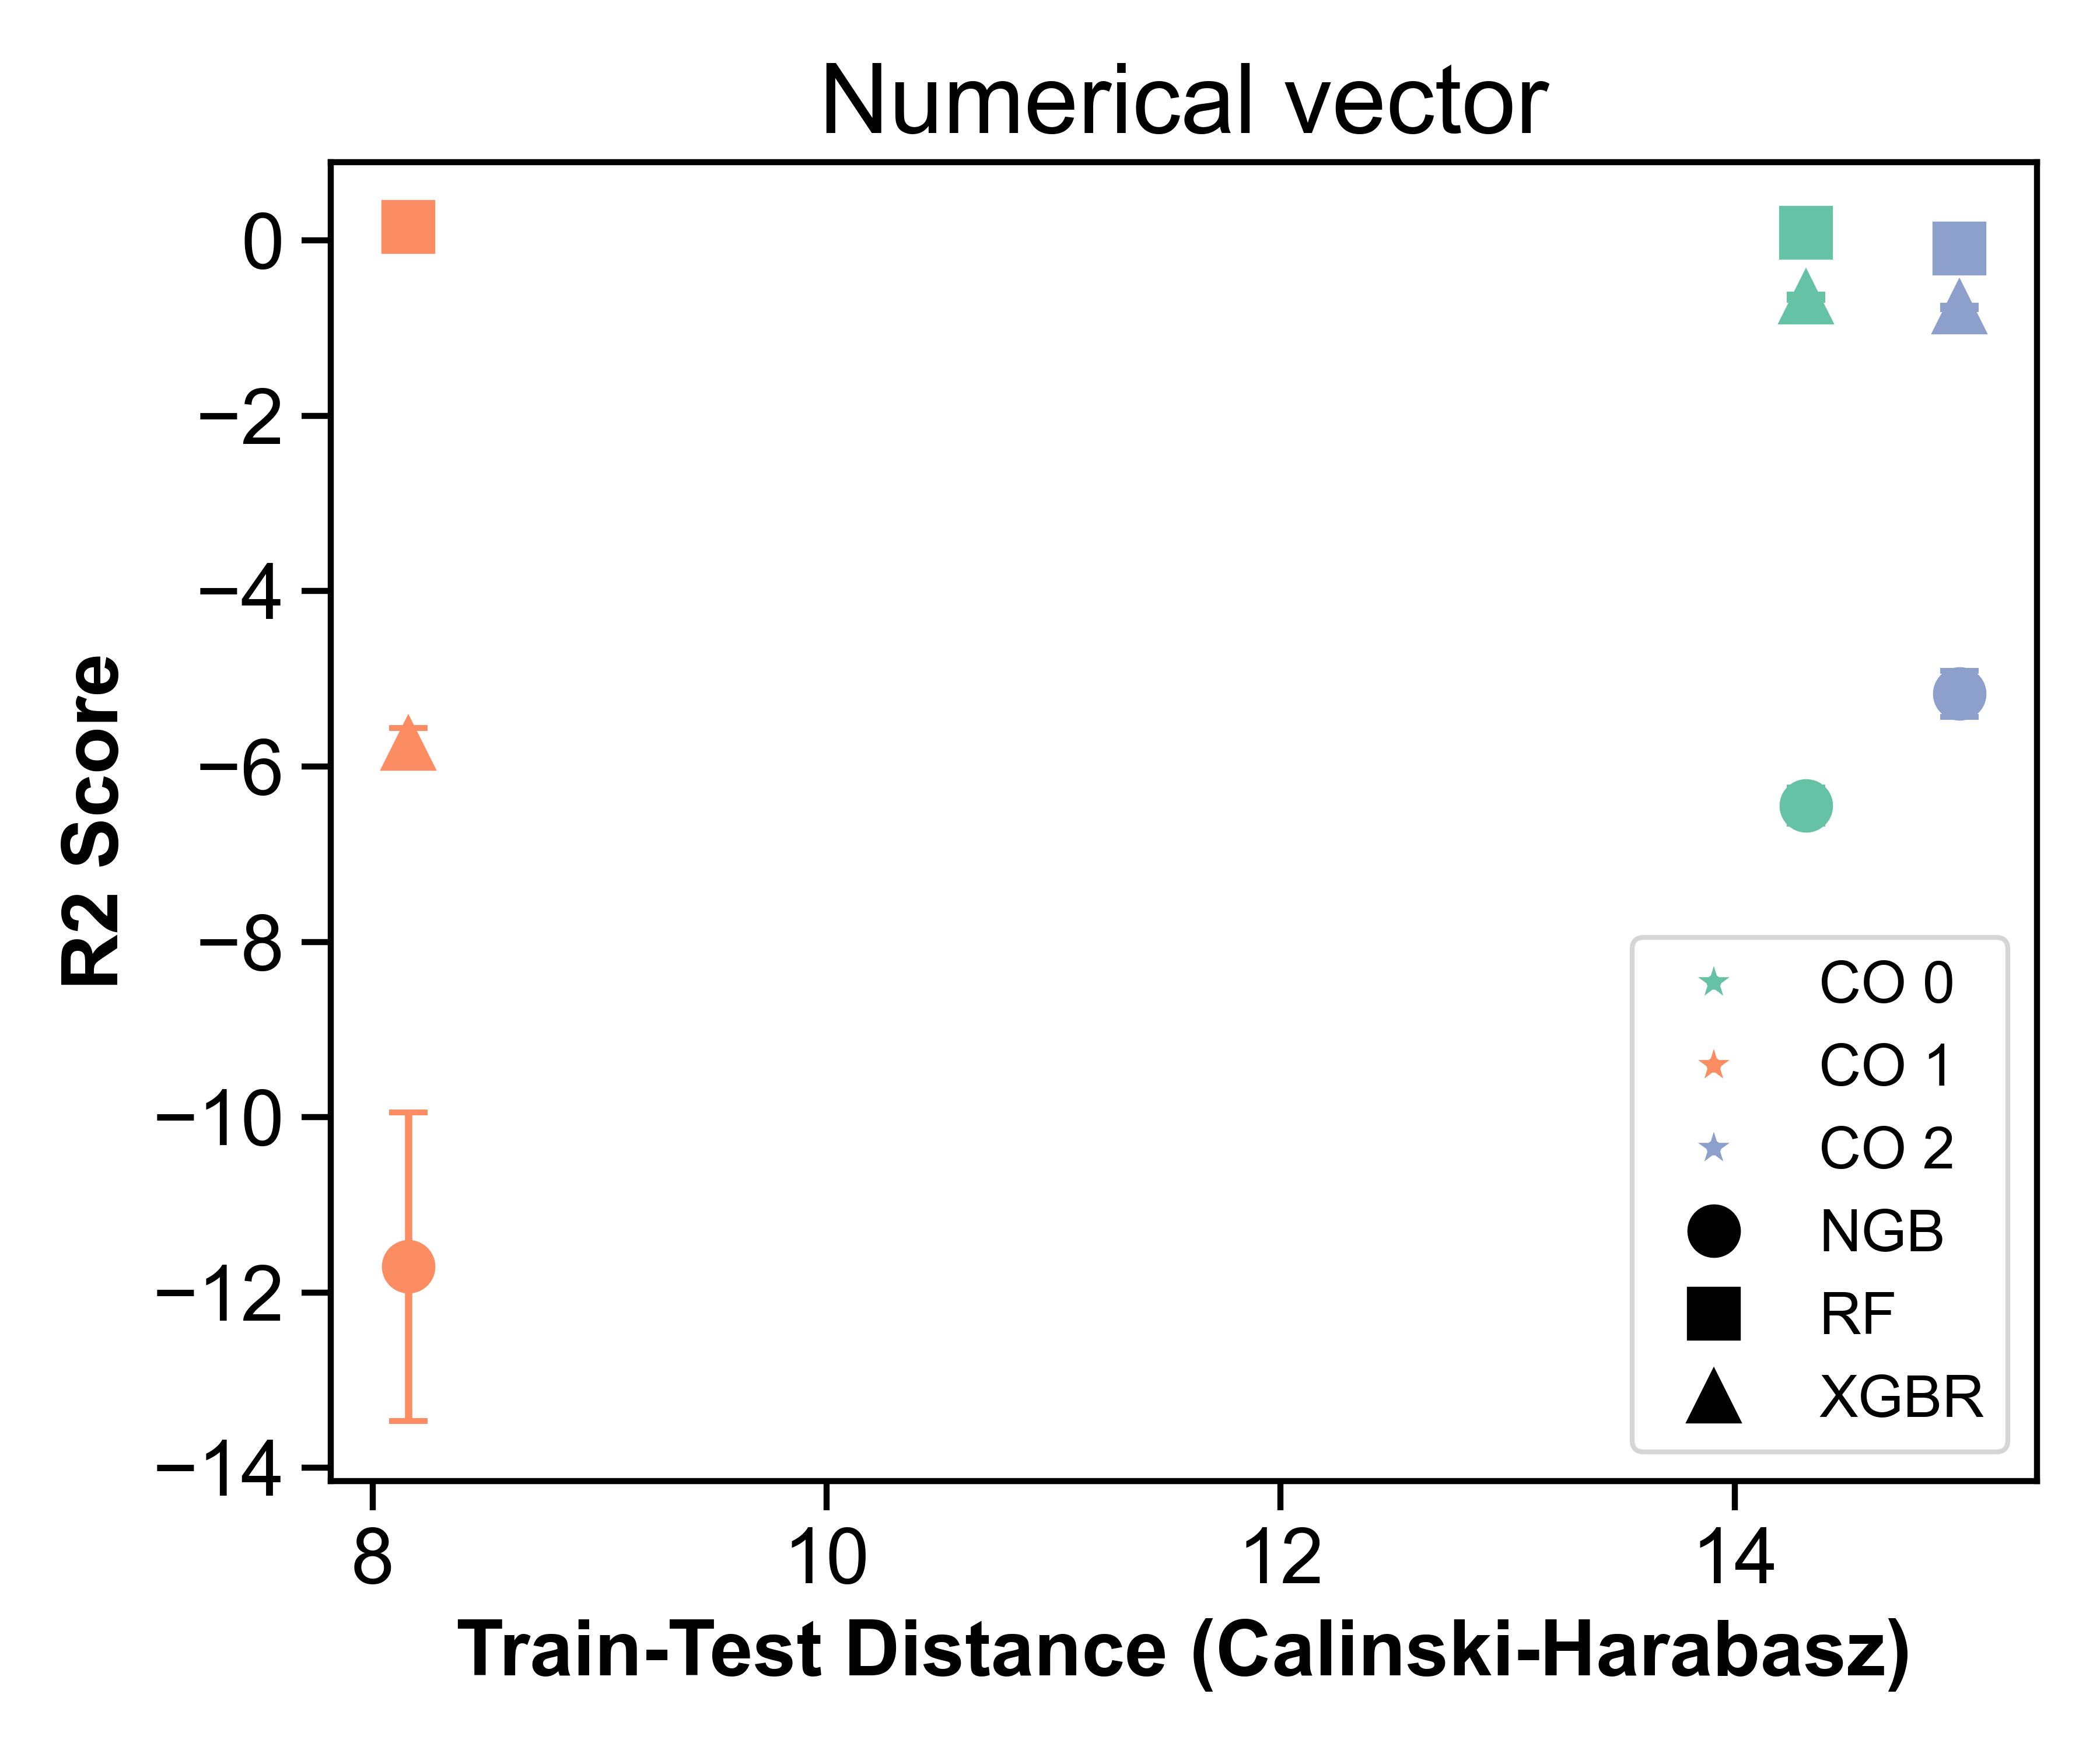 Numerical vector
R2 Score
0
−2
−4
−6
−8
−10
−12
−14
8
10
12
14
Train-Test Distance (Calinski-Harabasz)
CO 0
CO 1
CO 2
NGB
RF
XGBR